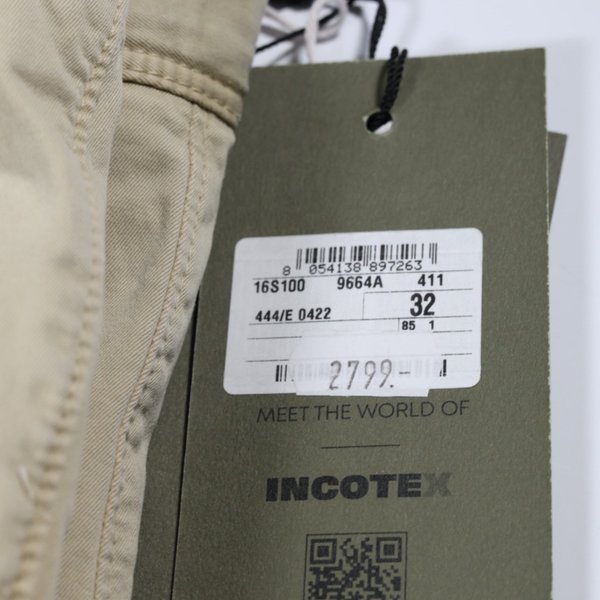 8 054138 897263
16S100 9664A 411
444/E 0422 32
85 1
2799.-
MEET THE WORLD OF
INCOTEX